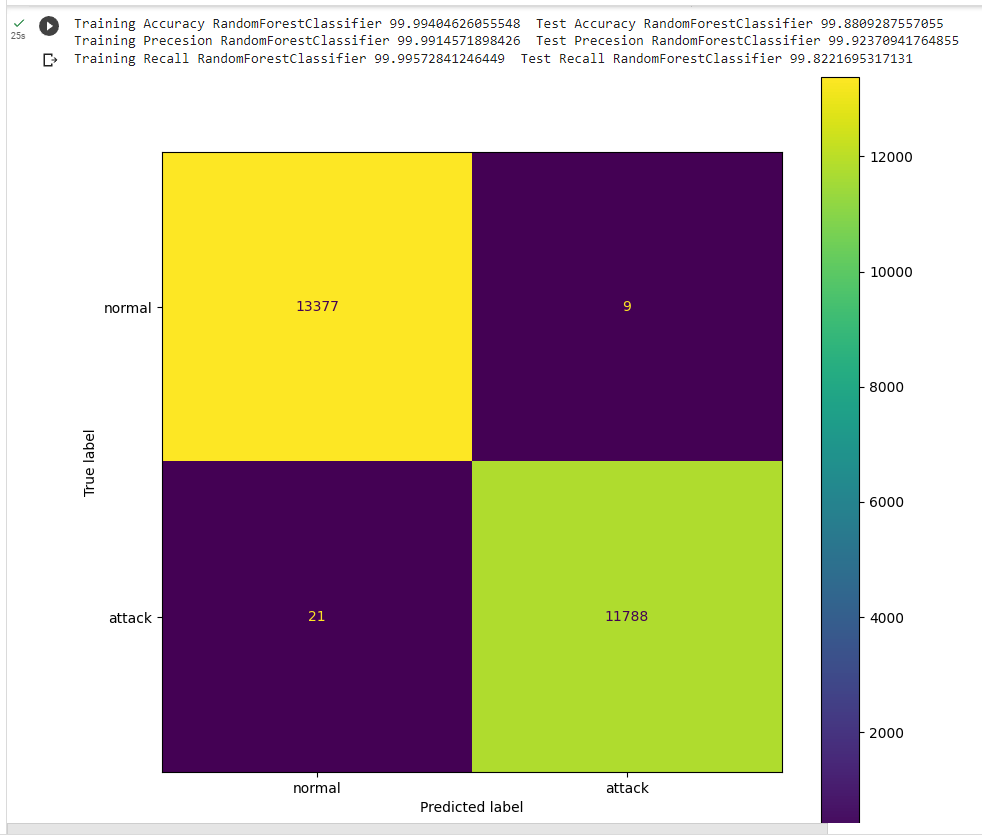 Training Accuracy RandomForestClassifier 99.99404626055548 Test Accuracy RandomForestClassifier 99.8809287557055
25s
Training Precesion RandomForestClassifier 99.9914571898426 Test Precesion RandomForestClassifier 99.92370941764855
Training Recall RandomForestClassifier 99.99572841246449 Test Recall RandomForestClassifier 99.8221695317131
12000
10000
8000
6000
4000
2000
normal
13377
9
True label
attack
21
11788
normal
attack
Predicted label